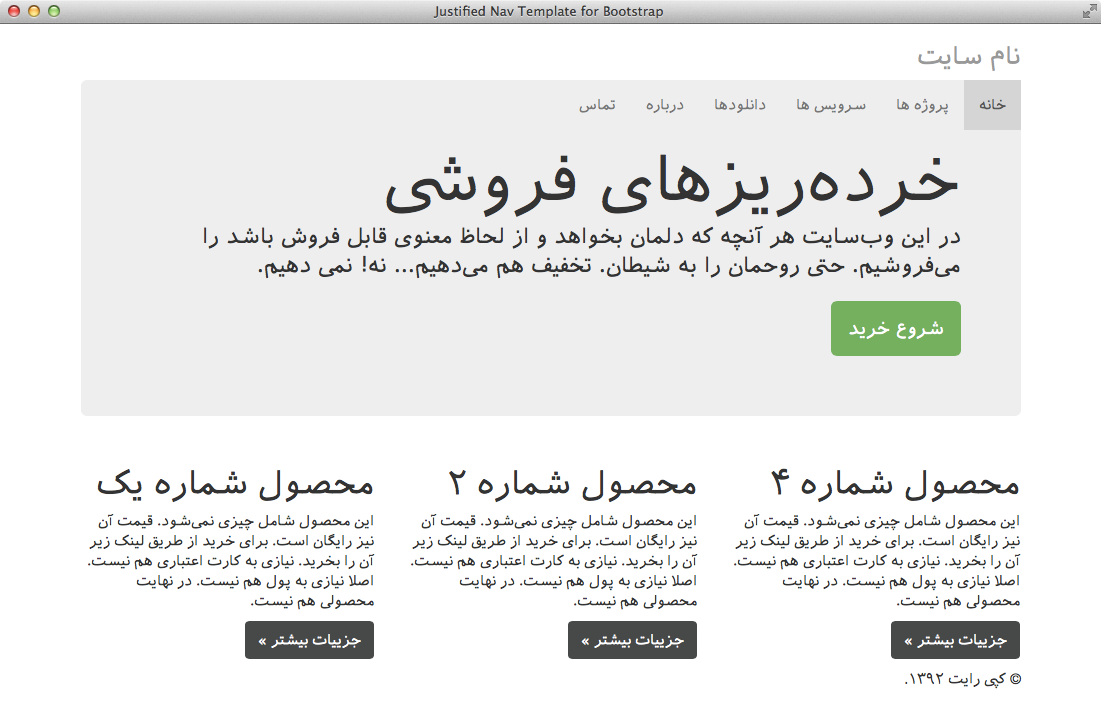 Justified Nav Template for Bootstrap
نام سایت
خانه پروژه ها سرویس ها دانلودها درباره تماس
خرده‌ریزهای فروشی
در این وب‌سایت هر آنچه که دلمان بخواهد و از لحاظ معنوی قابل فروش باشد را
می‌فروشیم. حتی روحمان را به شیطان. تخفیف هم می‌دهیم... نه! نمی دهیم.
شروع خرید
محصول شماره ۴
این محصول شامل چیزی نمی‌شود. قیمت آن
نیز رایگان است. برای خرید از طریق لینک زیر
آن را بخرید. نیازی به کارت اعتباری هم نیست.
اصلا نیازی به پول هم نیست. در نهایت
محصولی هم نیست.
جزییات بیشتر »
محصول شماره ۲
این محصول شامل چیزی نمی‌شود. قیمت آن
نیز رایگان است. برای خرید از طریق لینک زیر
آن را بخرید. نیازی به کارت اعتباری هم نیست.
اصلا نیازی به پول هم نیست. در نهایت
محصولی هم نیست.
جزییات بیشتر »
محصول شماره یک
این محصول شامل چیزی نمی‌شود. قیمت آن
نیز رایگان است. برای خرید از طریق لینک زیر
آن را بخرید. نیازی به کارت اعتباری هم نیست.
اصلا نیازی به پول هم نیست. در نهایت
محصولی هم نیست.
جزییات بیشتر »
© کپی رایت ۱۳۹۲.